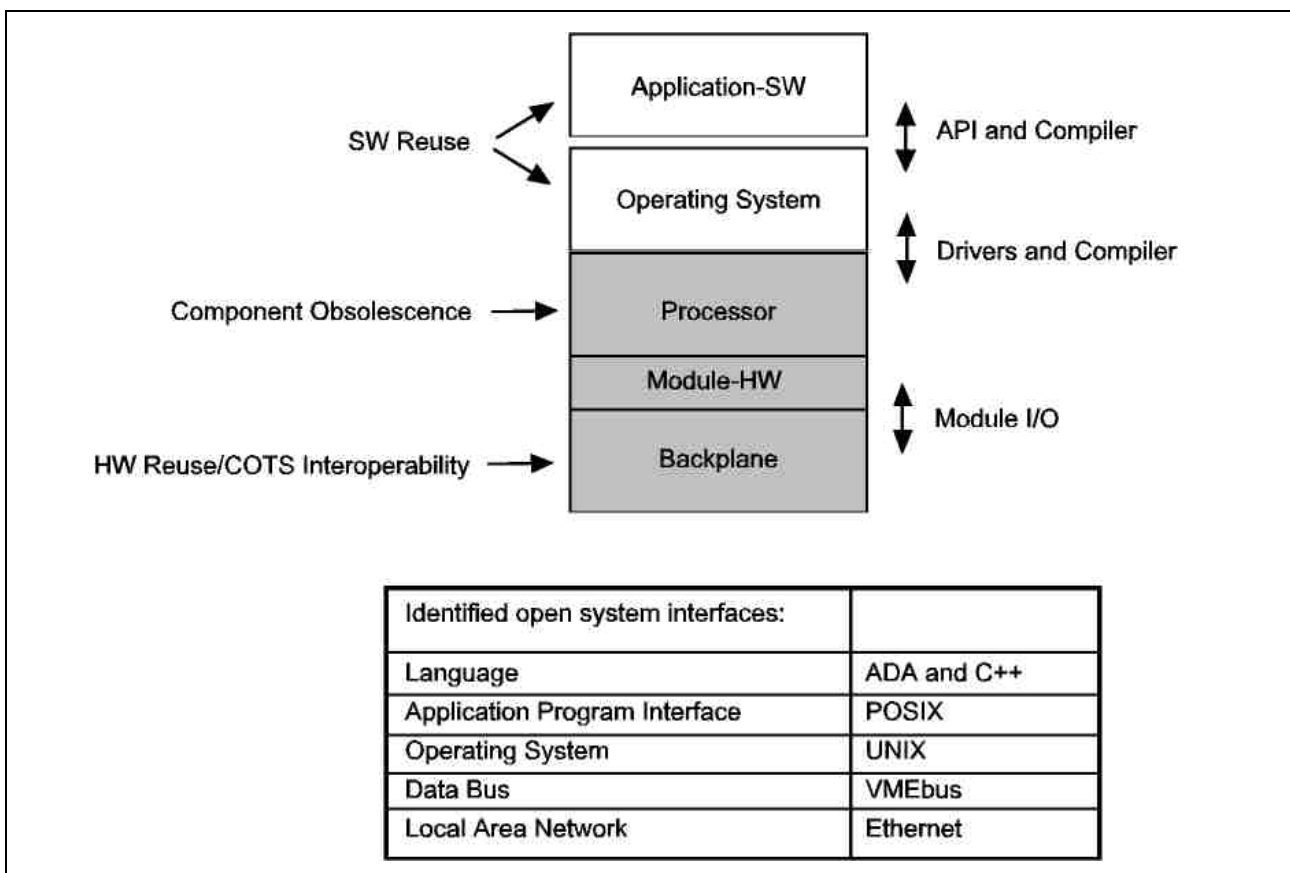 Application-SW
SW Reuse
API and Compiler
Operating System
Drivers and Compiler
Component Obsolescence
Processor
Module-HW
Module I/O
HW Reuse/COTS Interoperability
Backplane
Identified open system interfaces:
Language ADA and C++
Application Program Interface POSIX
Operating System UNIX
Data Bus VMEbus
Local Area Network Ethernet